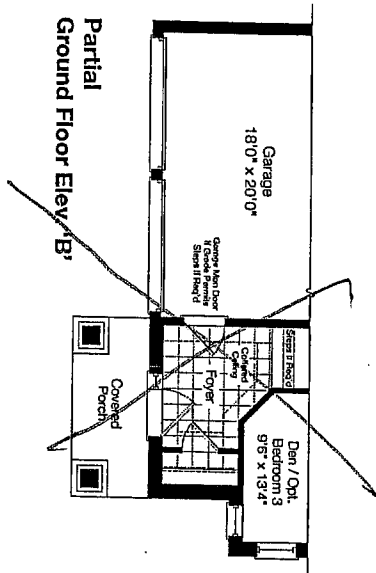 Partial
Ground Floor Elev. 'B'
Garage
18'0" x 20'0"
Garage Man Door
If Grade Permits
Steps If Req'd
Steps If Req'd
Coffered
Ceiling
Foyer
Covered
Porch
Den / Opt.
Bedroom 3
9'6" x 13'4"